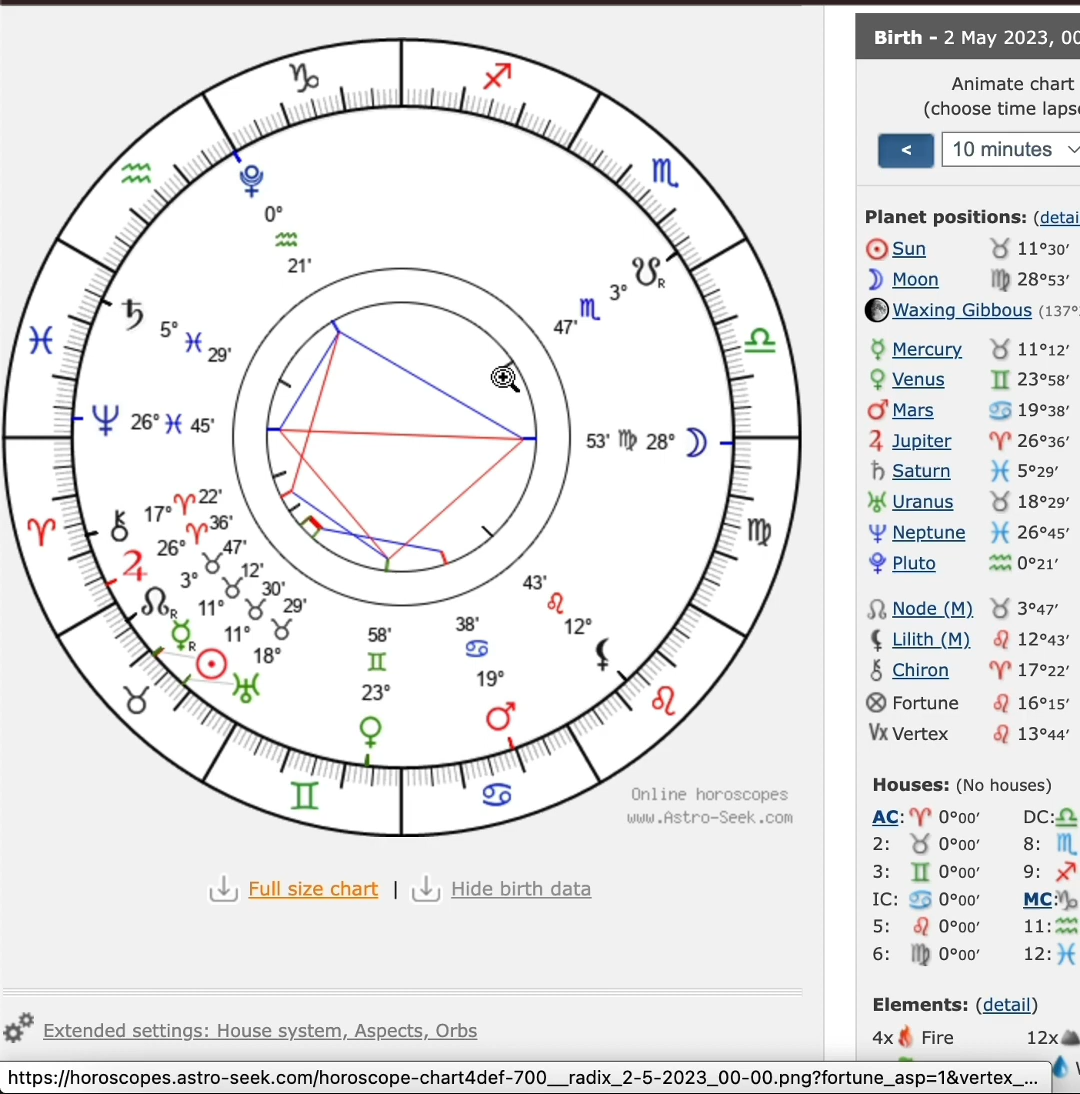 0°
♒
21'
5° ♓ 29'
26° ♓ 45'
3° ♏ 47'
R
53' ♍ 28°
17° ♈ 22'
26° ♈ 36'
3° ♉ 47'
R
11° ♉ 12'
R
11° ♉ 30'
18° ♉ 29'
58'
♊
23°
38'
♋
19°
43'
♌
12°
Online horoscopes
www.Astro-Seek.com
Full size chart | Hide birth data
Extended settings: House system, Aspects, Orbs
https://horoscopes.astro-seek.com/horoscope-chart4def-700__radix_2-5-2023_00-00.png?fortune_asp=1&vertex_...
Birth - 2 May 2023, 00
Animate chart
(choose time lapse
< 10 minutes
Planet positions: (detai
Sun ♉ 11°30′
Moon ♍ 28°53′
Waxing Gibbous (137°
Mercury ♉ 11°12′
Venus ♊ 23°58′
Mars ♋ 19°38′
Jupiter ♈ 26°36′
Saturn ♓ 5°29′
Uranus ♉ 18°29′
Neptune ♓ 26°45′
Pluto ♒ 0°21′
Node (M) ♉ 3°47′
Lilith (M) ♌ 12°43′
Chiron ♈ 17°22′
Fortune ♌ 16°15′
Vx Vertex ♌ 13°44′
Houses: (No houses)
AC: ♈ 0°00′ DC: ♎
2: ♉ 0°00′ 8: ♏
3: ♊ 0°00′ 9: ♐
IC: ♋ 0°00′ MC: ♑
5: ♌ 0°00′ 11: ♒
6: ♍ 0°00′ 12: ♓
Elements: (detail)
4x Fire 12x